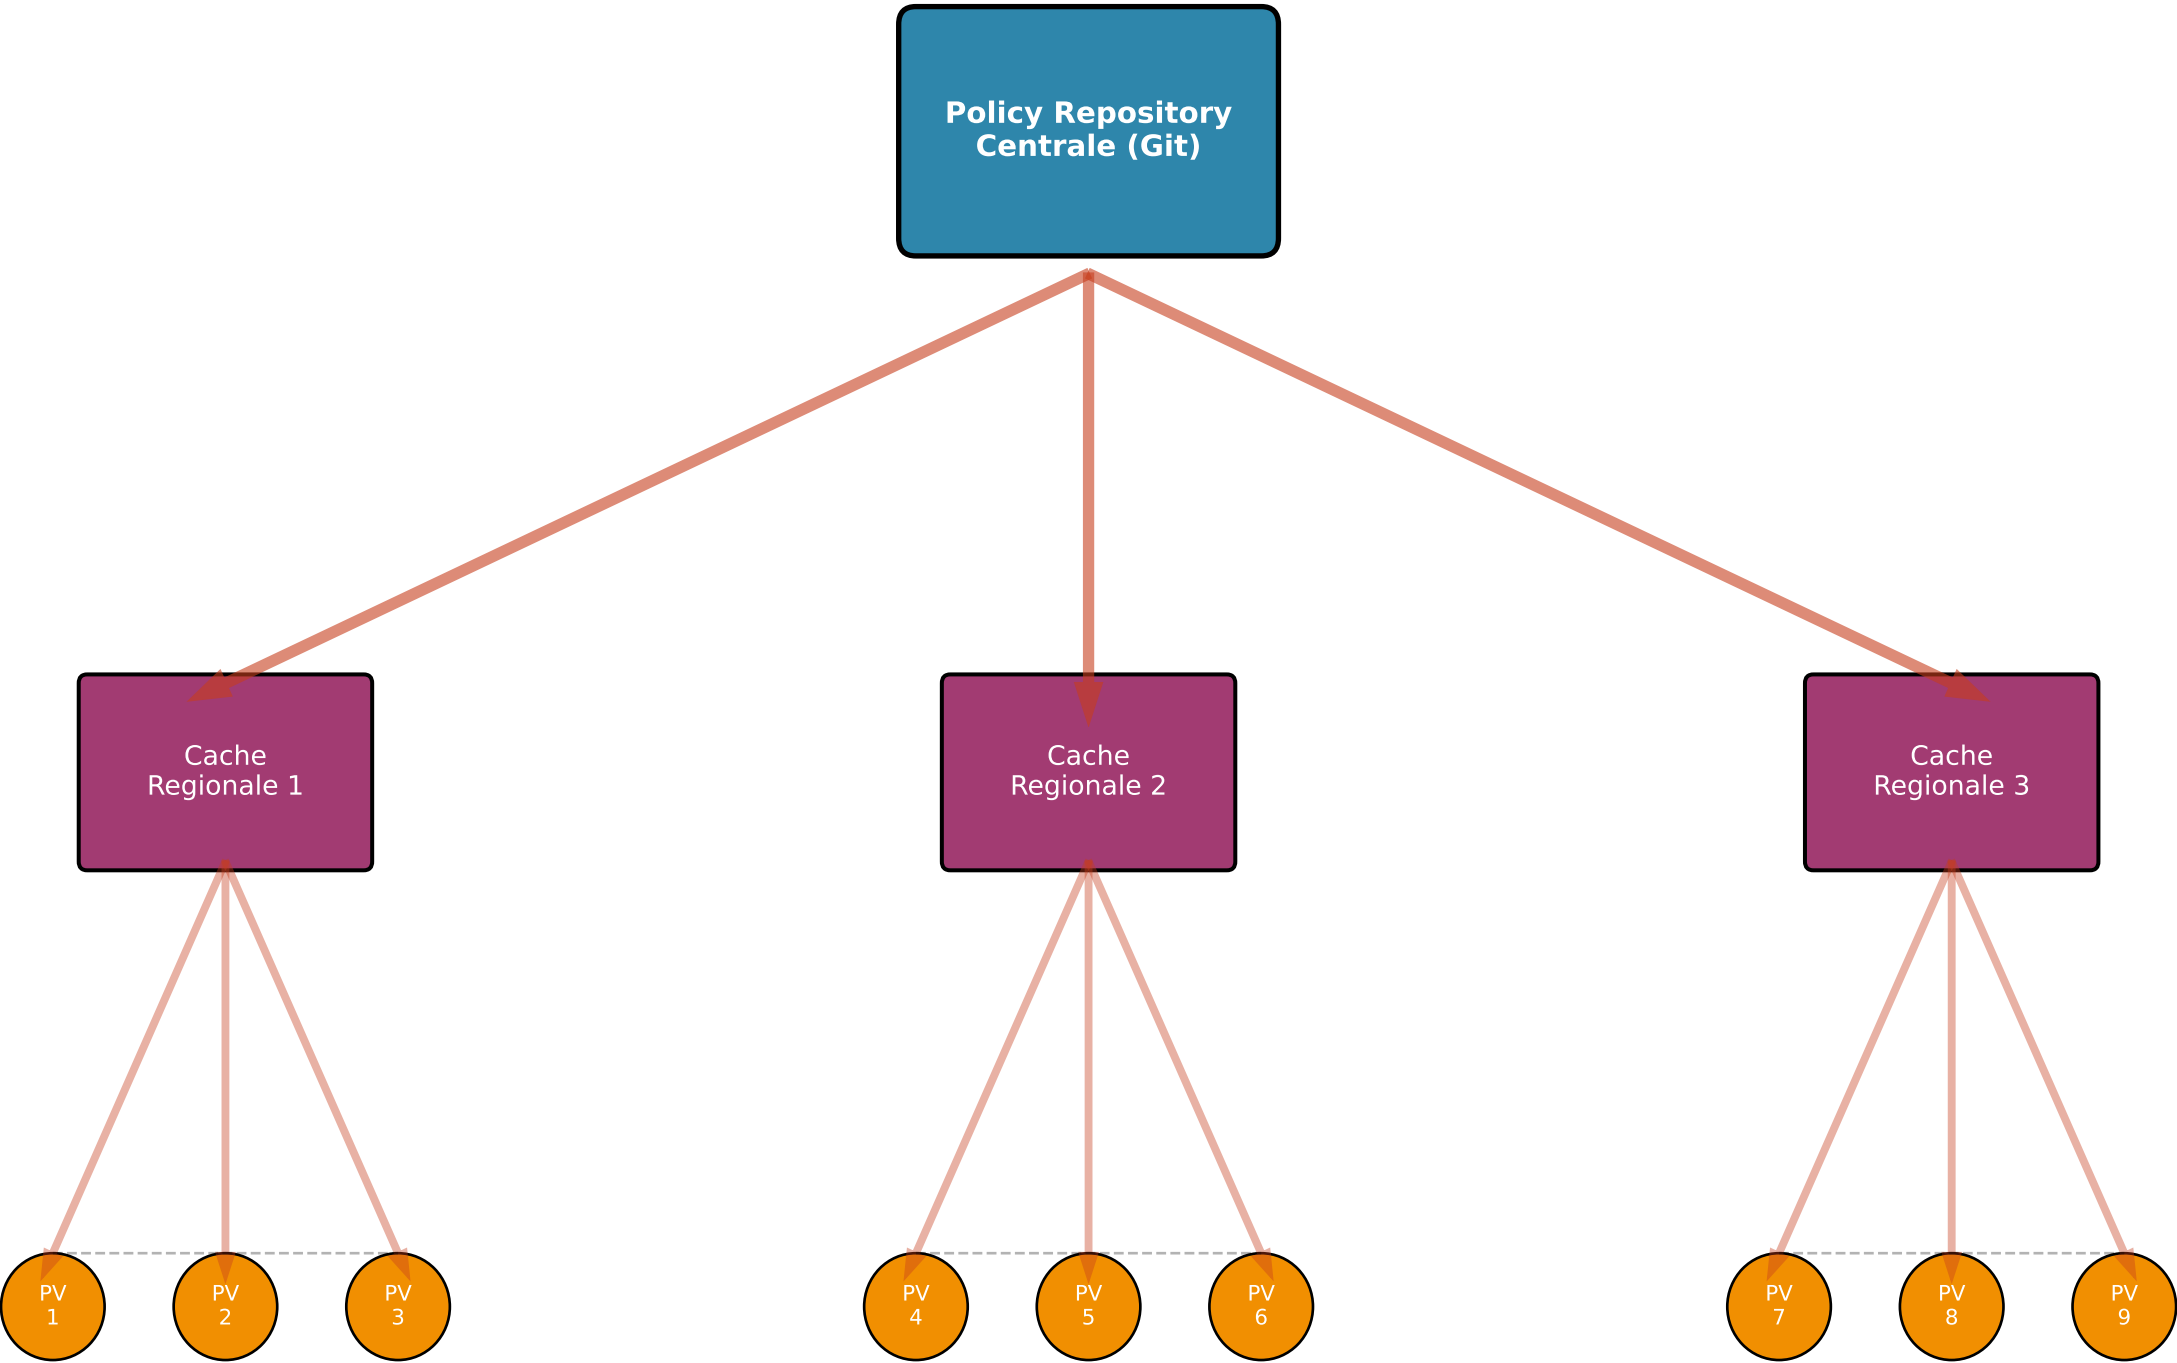 Policy Repository
Centrale (Git)
Cache
Regionale 1
Cache
Regionale 2
Cache
Regionale 3
PV
1
PV
2
PV
3
PV
4
PV
5
PV
6
PV
7
PV
8
PV
9